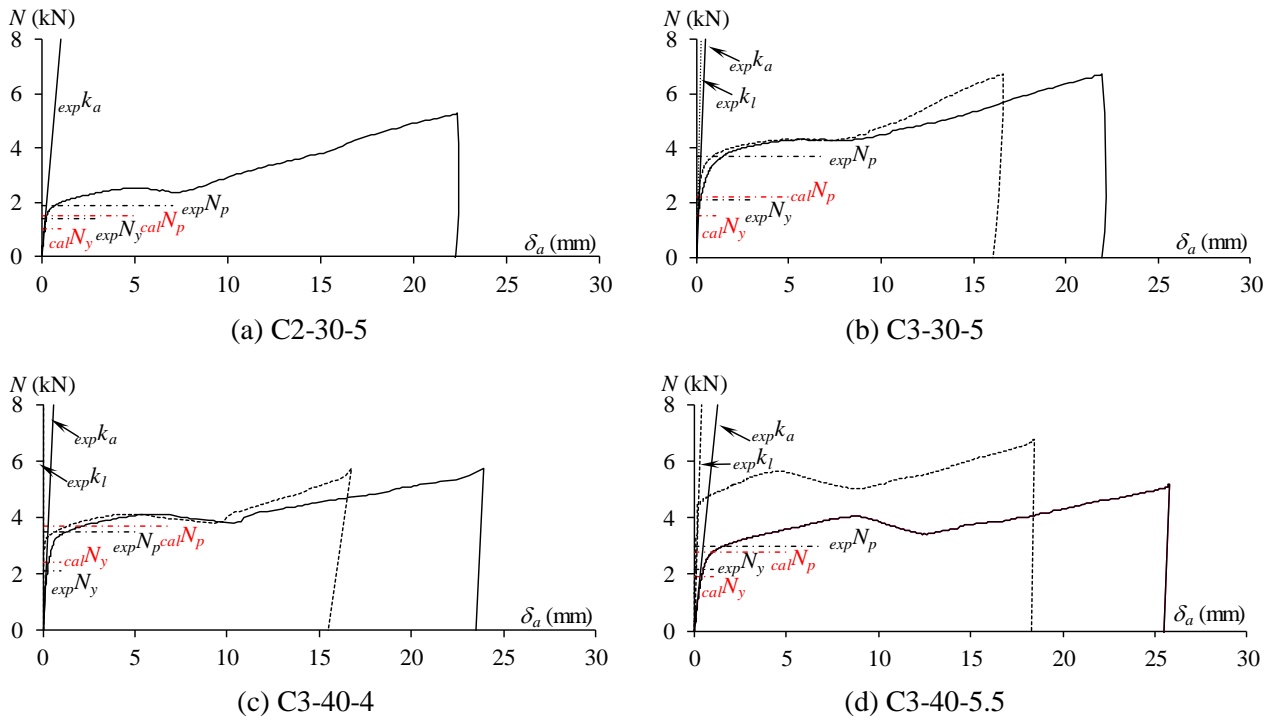 N (kN)
8
6
4
2
0
expka
expNp
expNy
calNp
calNy
δa (mm)
0 5 10 15 20 25 30
(a) C2-30-5
N (kN)
8
6
4
2
0
expka
expkl
expNp
calNp
expNy
calNy
δa (mm)
0 5 10 15 20 25 30
(b) C3-30-5
N (kN)
8
6
4
2
0
expka
expkl
expNp
calNp
calNy
expNy
δa (mm)
0 5 10 15 20 25 30
(c) C3-40-4
N (kN)
8
6
4
2
0
expka
expkl
expNp
expNy
calNp
calNy
δa (mm)
0 5 10 15 20 25 30
(d) C3-40-5.5